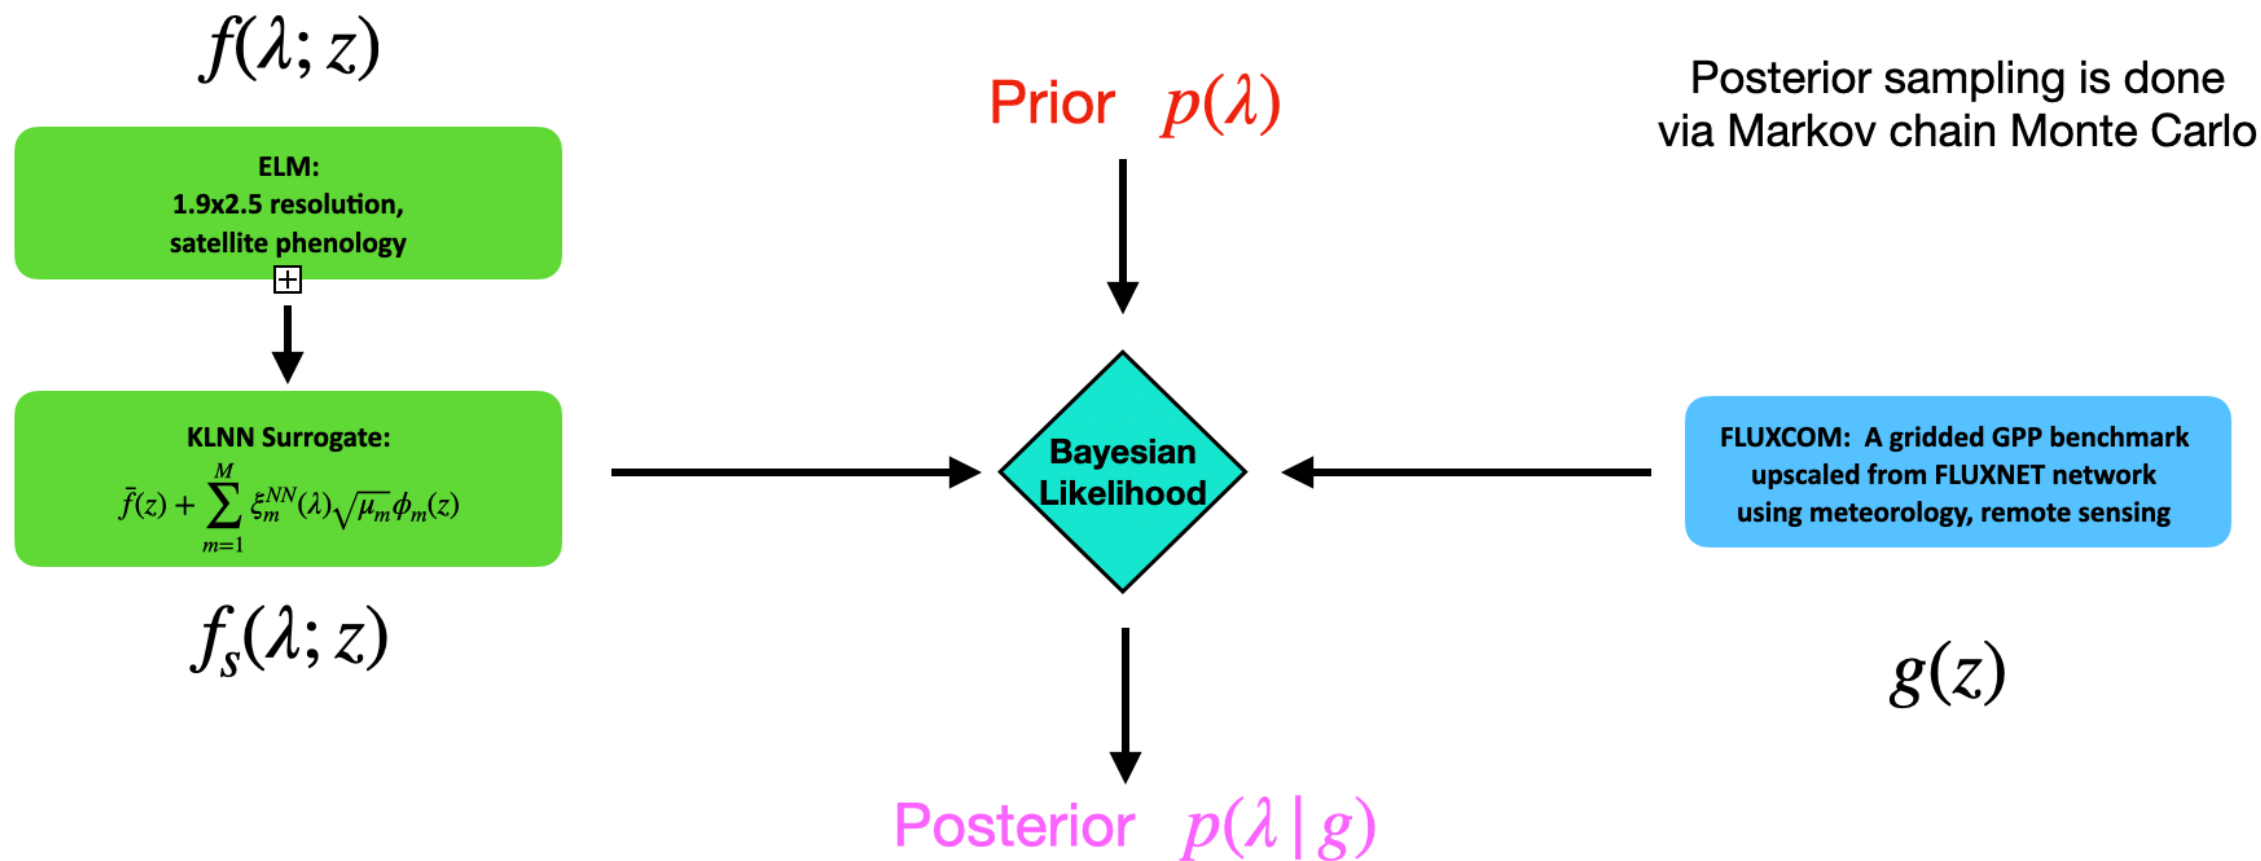 f(λ; z)
ELM:
1.9x2.5 resolution,
satellite phenology
KLNN Surrogate:
f̄(z) + ∑_{m=1}^{M} ξ_m^{NN}(λ)√μ_m ϕ_m(z)
f_s(λ; z)
Prior p(λ)
Bayesian
Likelihood
Posterior p(λ | g)
Posterior sampling is done
via Markov chain Monte Carlo
FLUXCOM: A gridded GPP benchmark
upscaled from FLUXNET network
using meteorology, remote sensing
g(z)